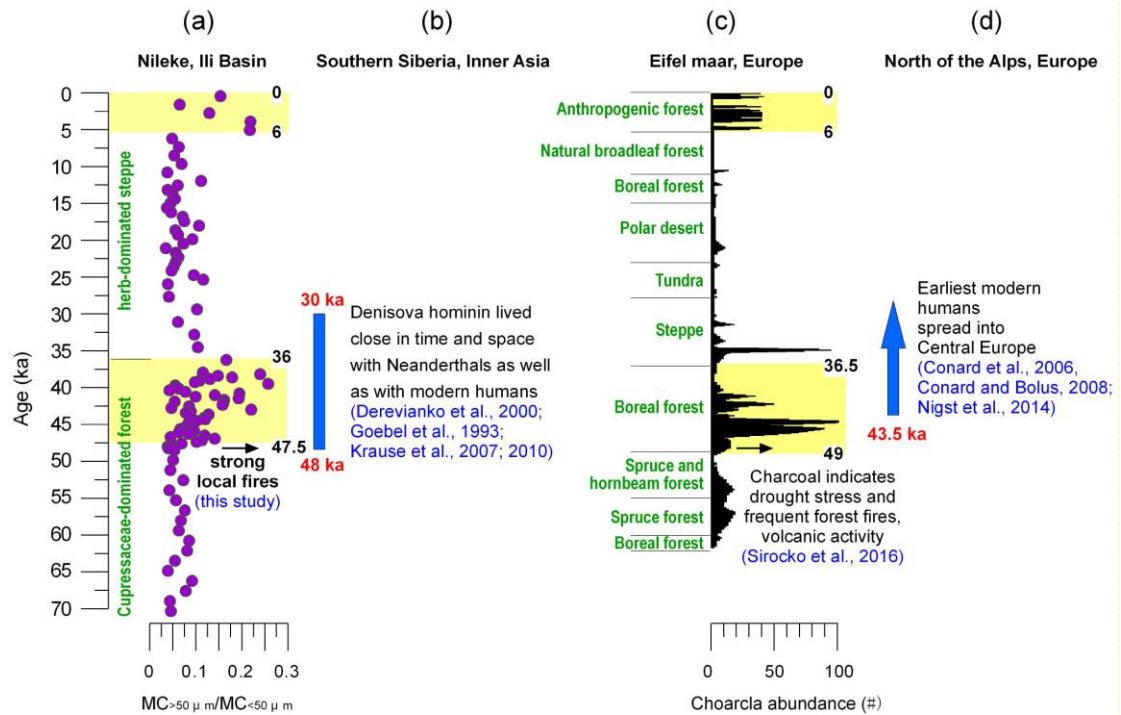 (a)
(b)
(c)
(d)
Nileke, Ili Basin
Southern Siberia, Inner Asia
Eifel maar, Europe
North of the Alps, Europe
Age (ka)
0
5
10
15
20
25
30
35
40
45
50
55
60
65
70
herb-dominated steppe
Cupressaceae-dominated forest
0
6
36
47.5
strong
local fires
(this study)
0
0.1
0.2
0.3
MC>50 μm/MC<50 μm
30 ka
48 ka
Denisova hominin lived
close in time and space
with Neanderthals as well
as with modern humans
(Derevianko et al., 2000;
Goebel et al., 1993;
Krause et al., 2007; 2010)
Anthropogenic forest
Natural broadleaf forest
Boreal forest
Polar desert
Tundra
Steppe
Boreal forest
Spruce and
hornbeam forest
Spruce forest
Boreal forest
0
6
36.5
49
Charcoal indicates
drought stress and
frequent forest fires,
volcanic activity
(Sirocko et al., 2016)
0
50
100
Choarcla abundance (#)
43.5 ka
Earliest modern
humans
spread into
Central Europe
(Conard et al., 2006,
Conard and Bolus, 2008;
Nigst et al., 2014)